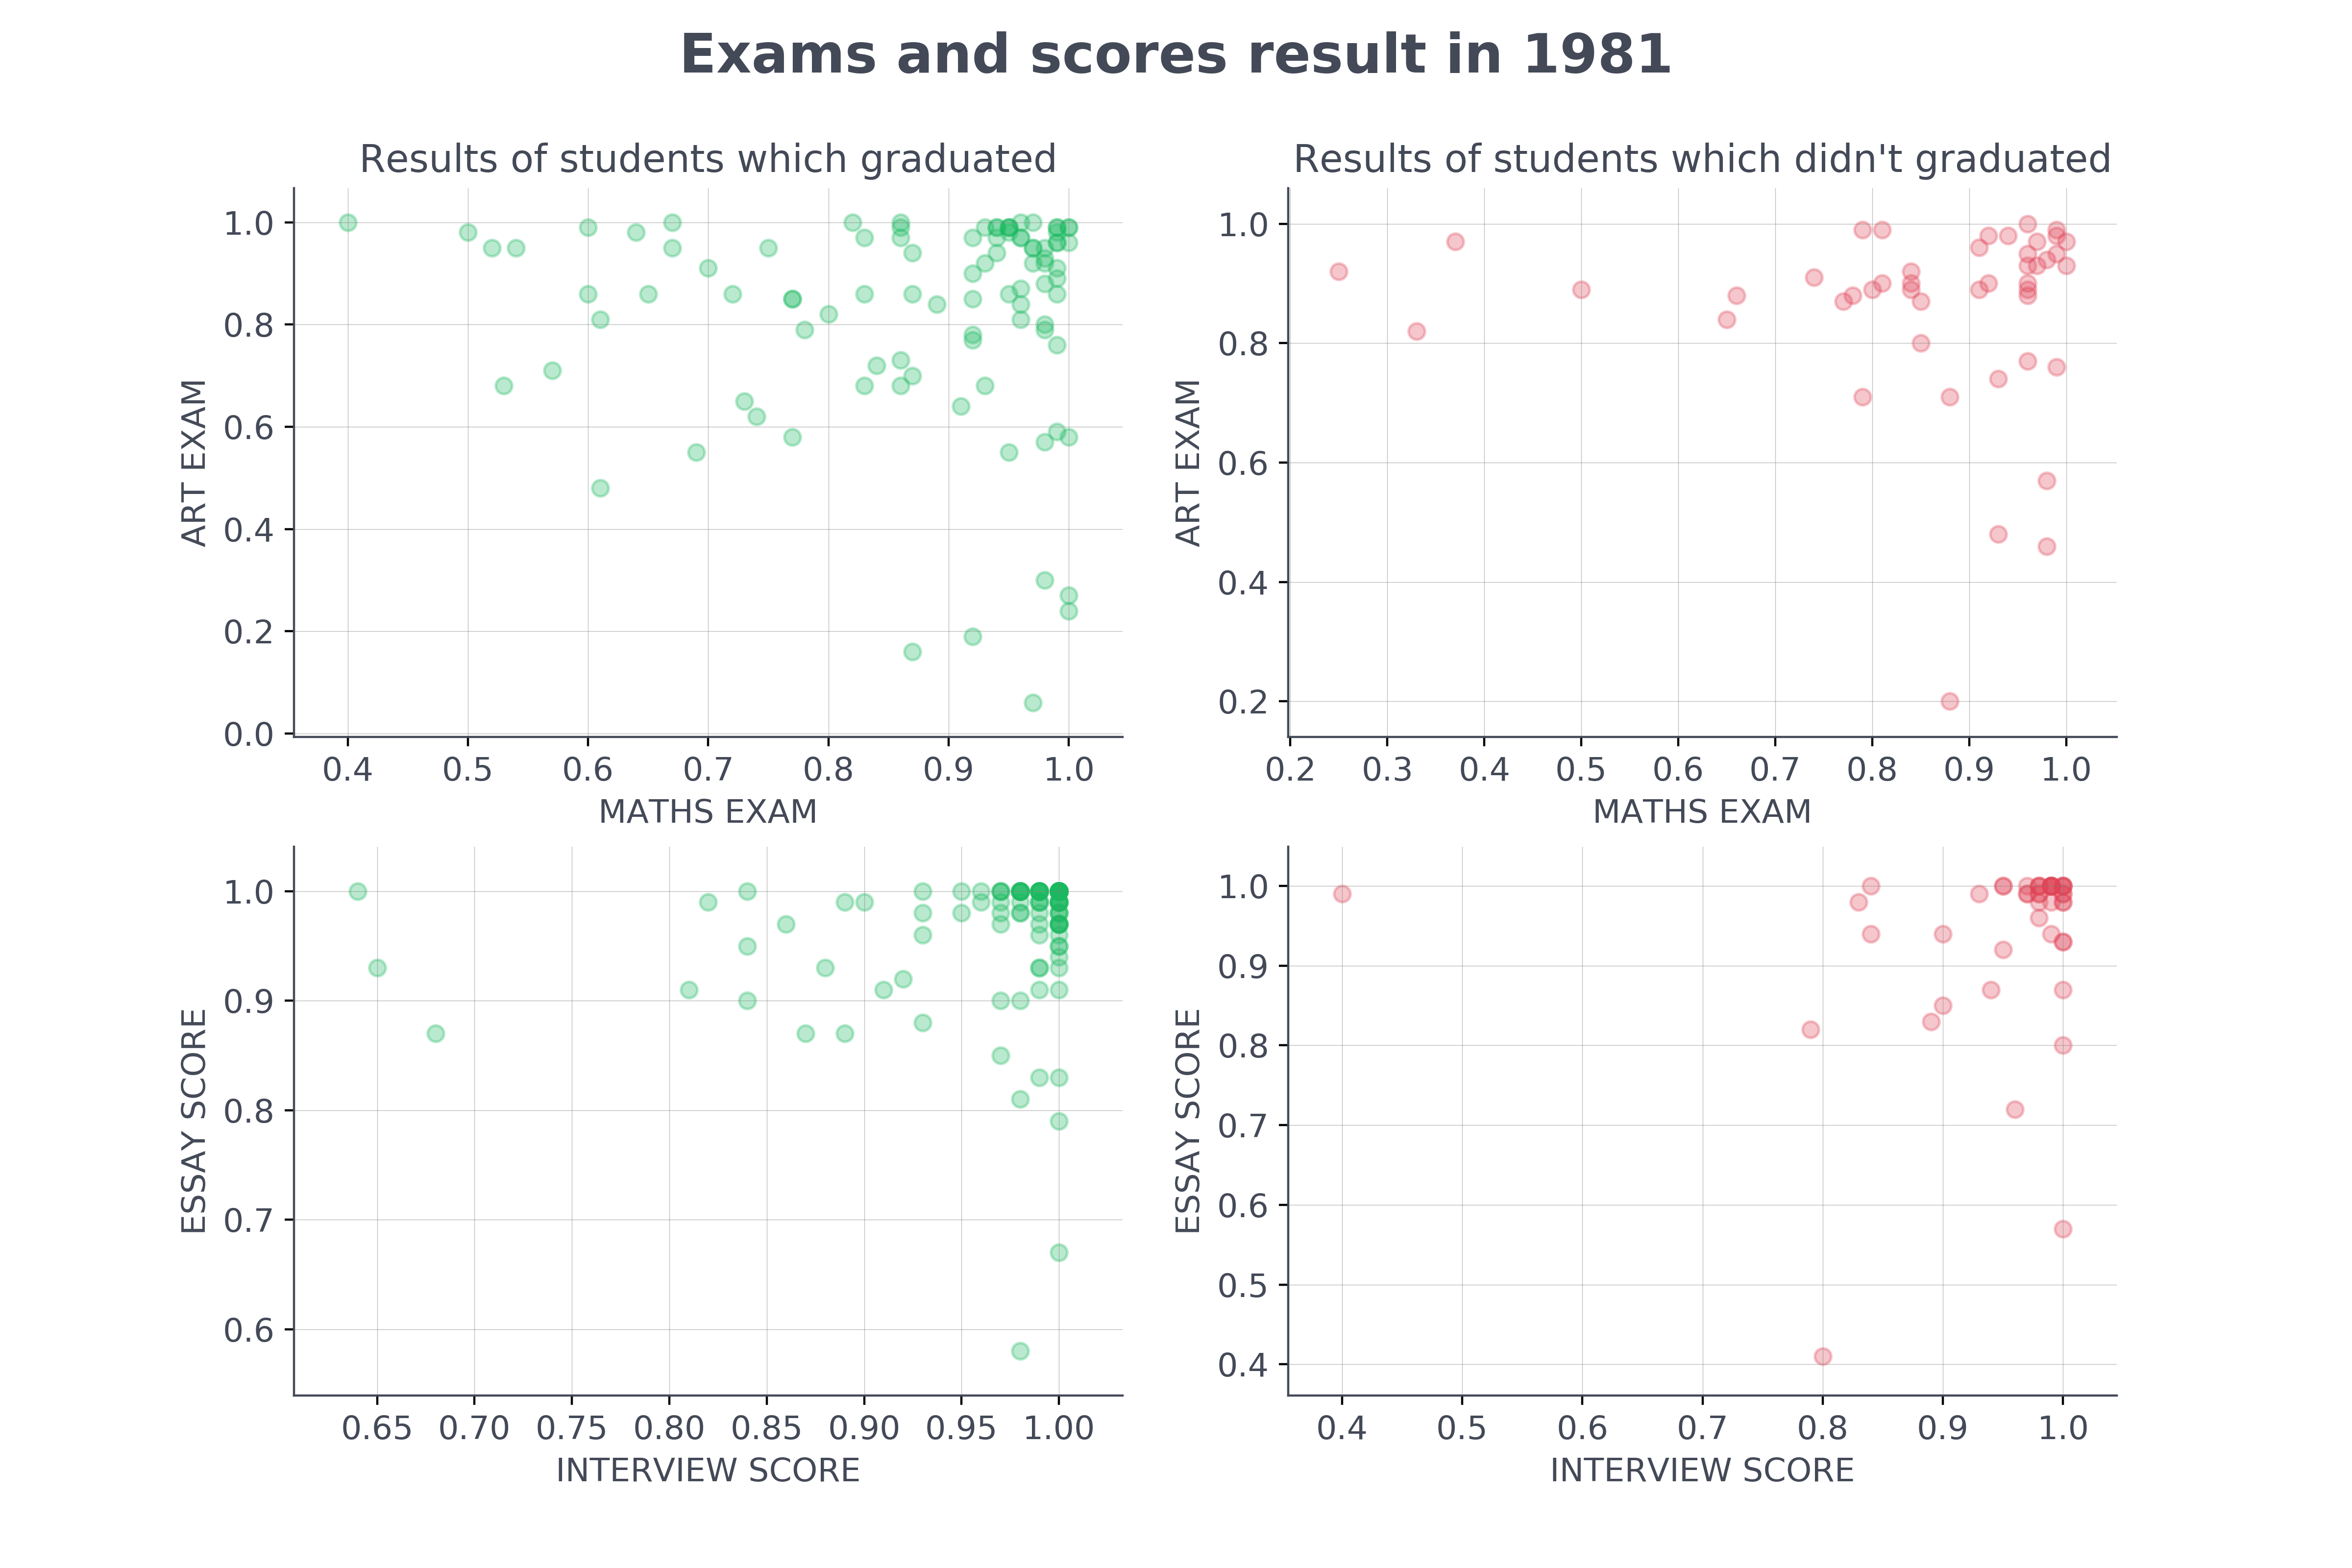 Exams and scores result in 1981
Results of students which graduated
ART EXAM
1.0
0.8
0.6
0.4
0.2
0.0
0.4 0.5 0.6 0.7 0.8 0.9 1.0
MATHS EXAM
Results of students which didn't graduated
ART EXAM
1.0
0.8
0.6
0.4
0.2
0.2 0.3 0.4 0.5 0.6 0.7 0.8 0.9 1.0
MATHS EXAM
ESSAY SCORE
1.0
0.9
0.8
0.7
0.6
0.65 0.70 0.75 0.80 0.85 0.90 0.95 1.00
INTERVIEW SCORE
ESSAY SCORE
1.0
0.9
0.8
0.7
0.6
0.5
0.4
0.4 0.5 0.6 0.7 0.8 0.9 1.0
INTERVIEW SCORE